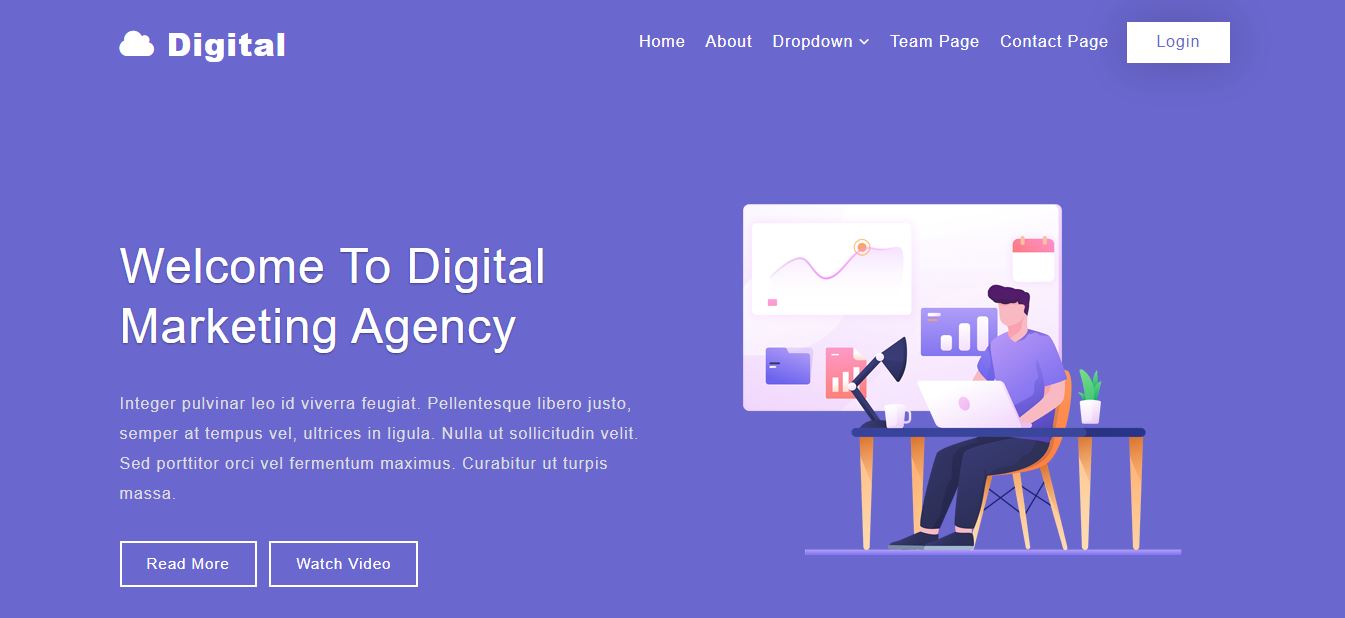 Digital
Home About Dropdown Team Page Contact Page Login
Welcome To Digital
Marketing Agency
Integer pulvinar leo id viverra feugiat. Pellentesque libero justo,
semper at tempus vel, ultrices in ligula. Nulla ut sollicitudin velit.
Sed porttitor orci vel fermentum maximus. Curabitur ut turpis
massa.
Read More Watch Video